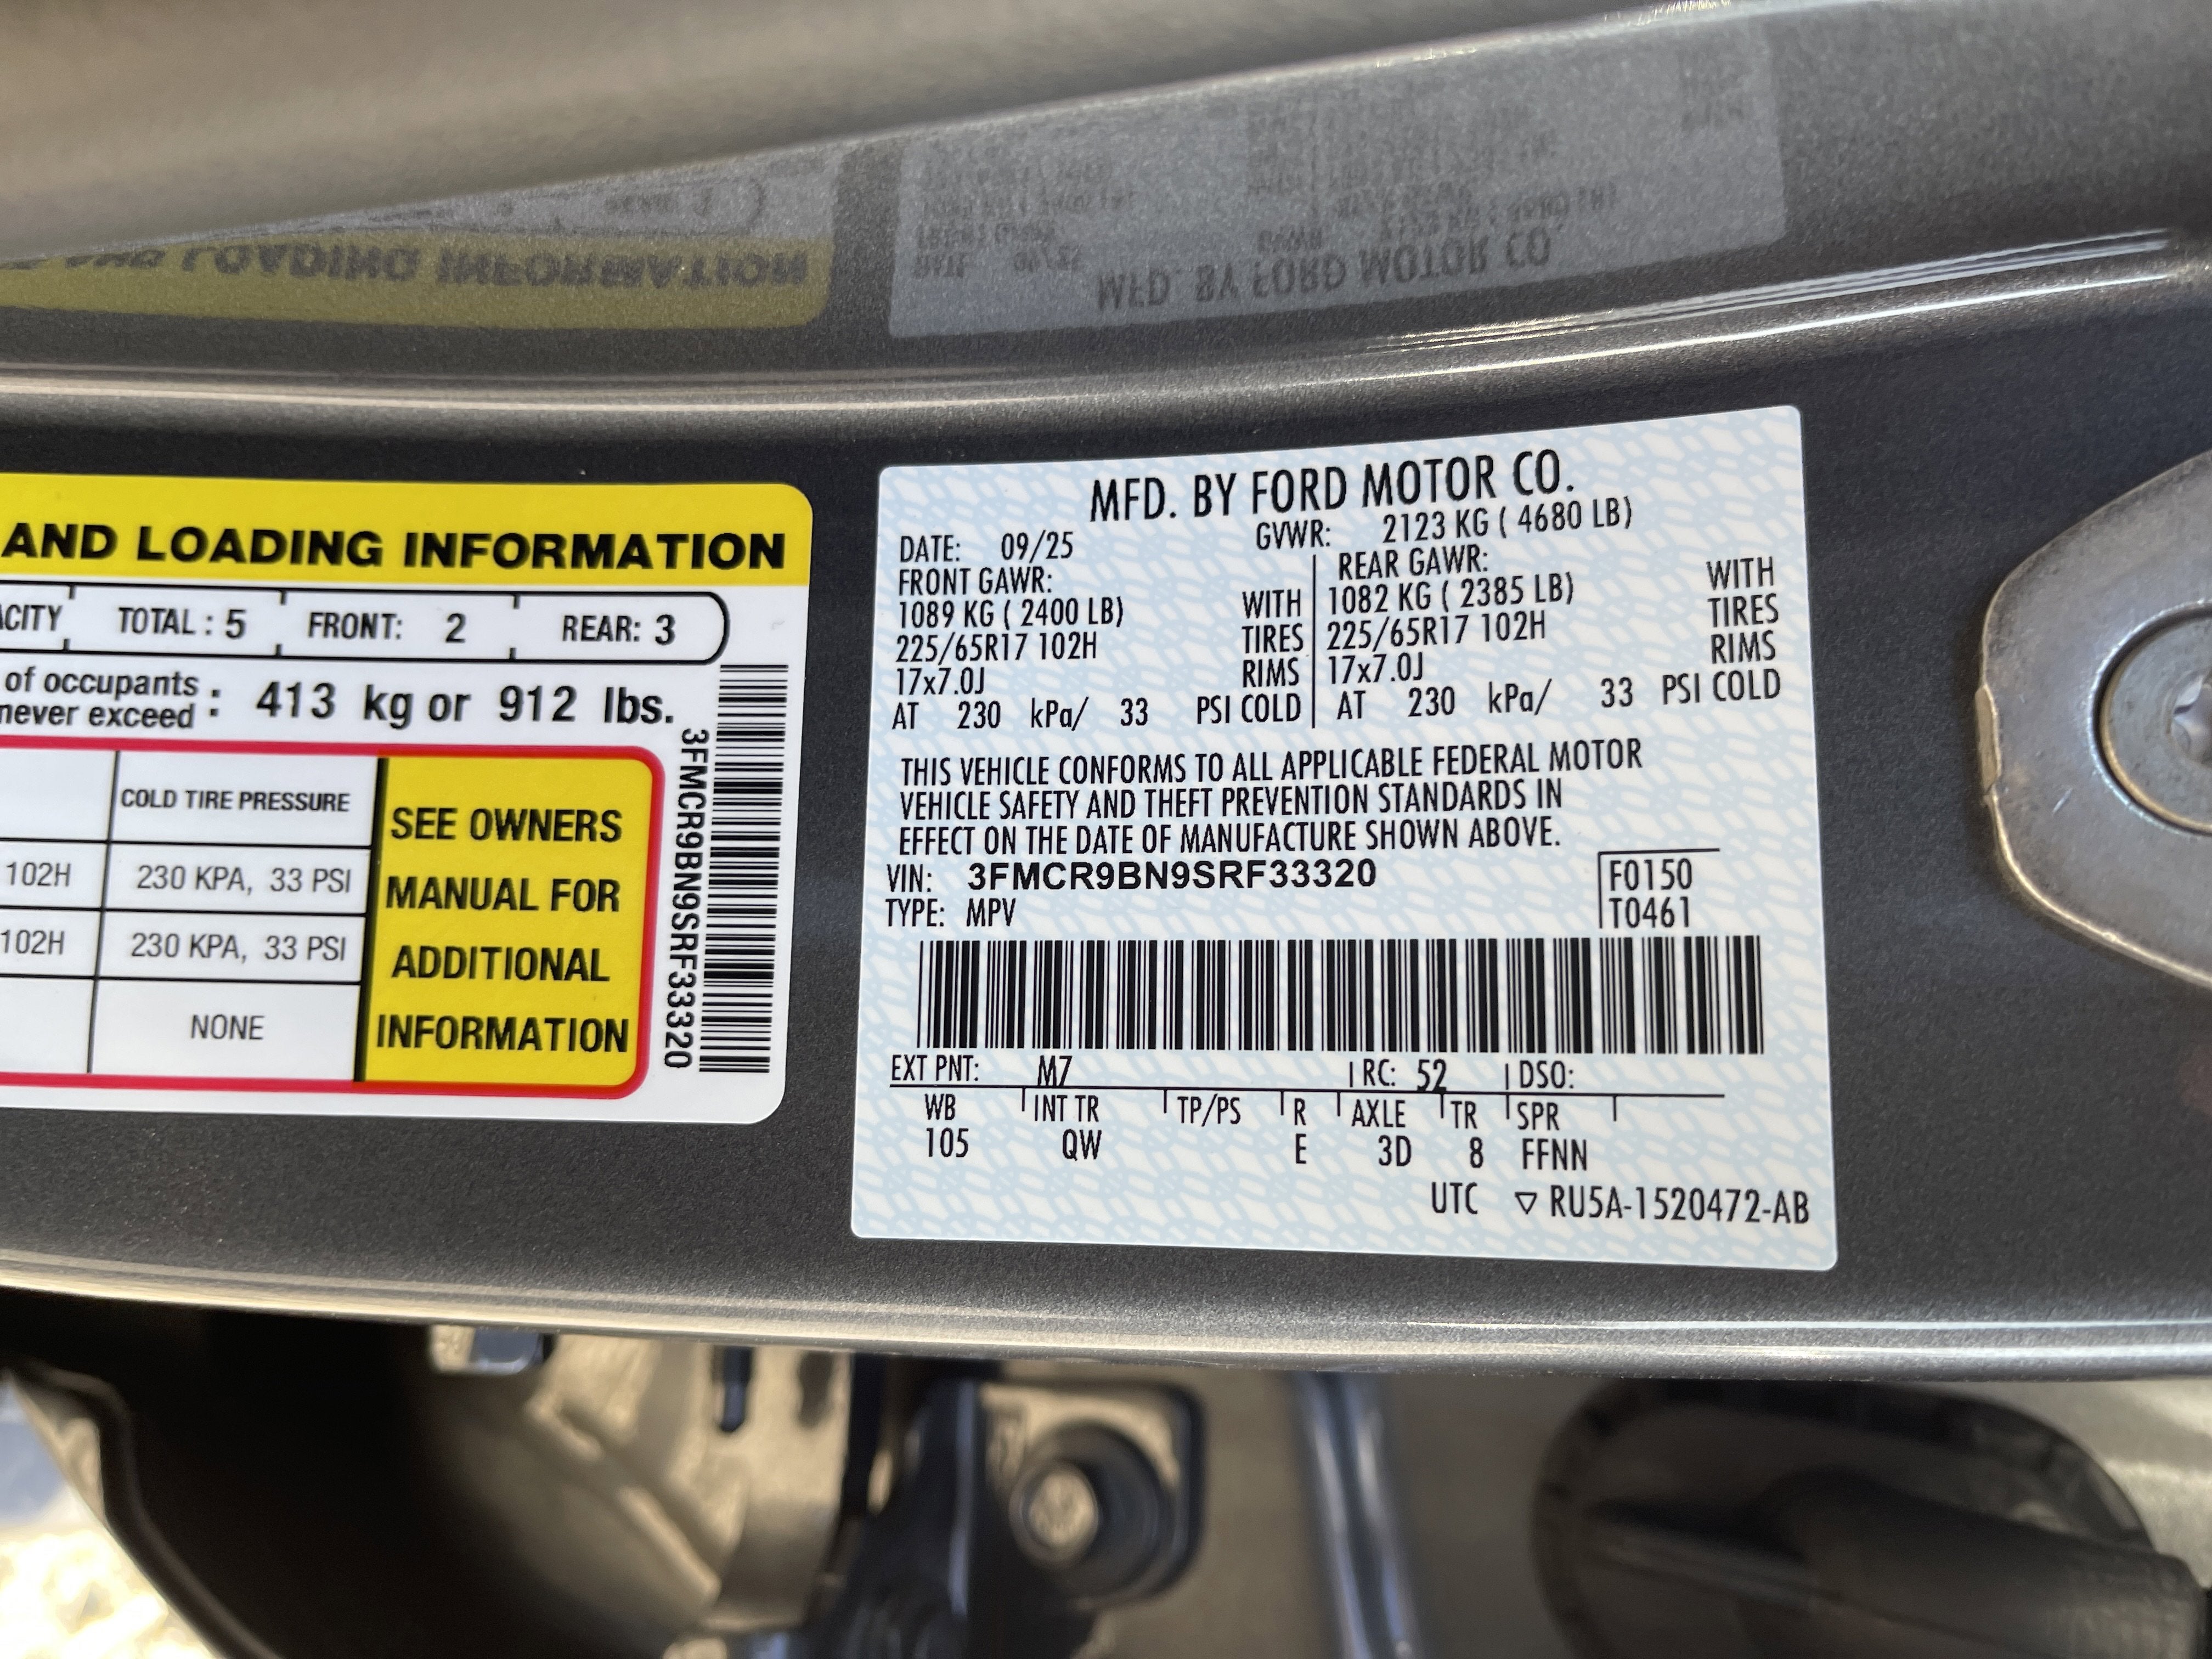 AND LOADING INFORMATION
ACITY TOTAL : 5 FRONT: 2 REAR: 3
of occupants
never exceed : 413 kg or 912 lbs.
COLD TIRE PRESSURE
102H 230 KPA, 33 PSI
102H 230 KPA, 33 PSI
NONE
SEE OWNERS
MANUAL FOR
ADDITIONAL
INFORMATION
3FMCR9BN9SRF33320
MFD. BY FORD MOTOR CO.
DATE: 09/25 GVWR: 2123 KG ( 4680 LB)
FRONT GAWR: REAR GAWR:
1089 KG ( 2400 LB) WITH 1082 KG ( 2385 LB) WITH
225/65R17 102H TIRES 225/65R17 102H TIRES
17x7.0J RIMS 17x7.0J RIMS
AT 230 kPa/ 33 PSI COLD AT 230 kPa/ 33 PSI COLD
THIS VEHICLE CONFORMS TO ALL APPLICABLE FEDERAL MOTOR
VEHICLE SAFETY AND THEFT PREVENTION STANDARDS IN
EFFECT ON THE DATE OF MANUFACTURE SHOWN ABOVE.
VIN: 3FMCR9BN9SRF33320 F0150
TYPE: MPV T0461
EXT PNT: M7 RC: 52 DSO:
WB INT TR TP/PS R AXLE TR SPR
105 QW E 3D 8 FFNN
UTC ▽ RU5A-1520472-AB